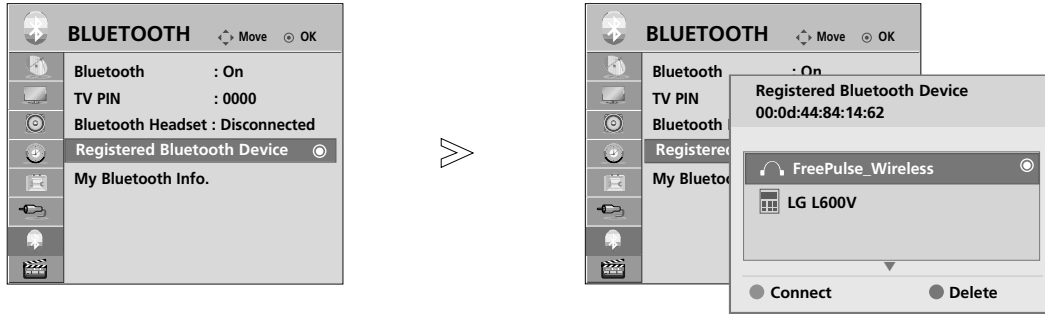 BLUETOOTH Move OK
Bluetooth : On
TV PIN : 0000
Bluetooth Headset : Disconnected
Registered Bluetooth Device
My Bluetooth Info.
BLUETOOTH Move OK
Bluetooth : On
TV PIN
Bluetooth
Registered
My Bluetoo
Registered Bluetooth Device
00:0d:44:84:14:62
FreePulse_Wireless
LG L600V
Connect Delete